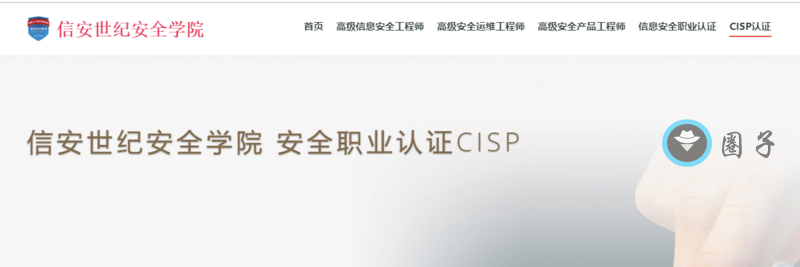 信安世纪安全学院
首页 高级信息安全工程师 高级安全运维工程师 高级安全产品工程师 信息安全职业认证 CISP认证
信安世纪安全学院 安全职业认证CISP
圈子